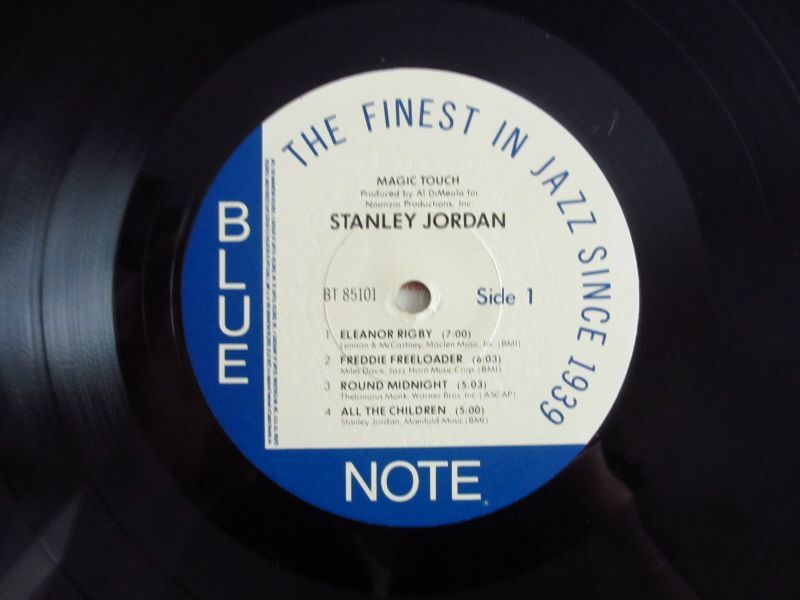 THE FINEST IN JAZZ SINCE 1939
BLUE
MAGIC TOUCH
Produced by Al DiMeola for
Noonzio Productions, Inc.
STANLEY JORDAN
BT 85101
Side 1
1 ELEANOR RIGBY (7:00)
Lennon & McCartney, Maclen Music, Inc. (BMI)
2 FREDDIE FREELOADER (6:03)
Miles Davis, Jazz Horn Music Corp. (BMI)
3 ROUND MIDNIGHT (5:03)
Thelonious Monk, Warner Bros. Inc. (ASCAP)
4 ALL THE CHILDREN (5:00)
Stanley Jordan, Manifold Music (BMI)
NOTE